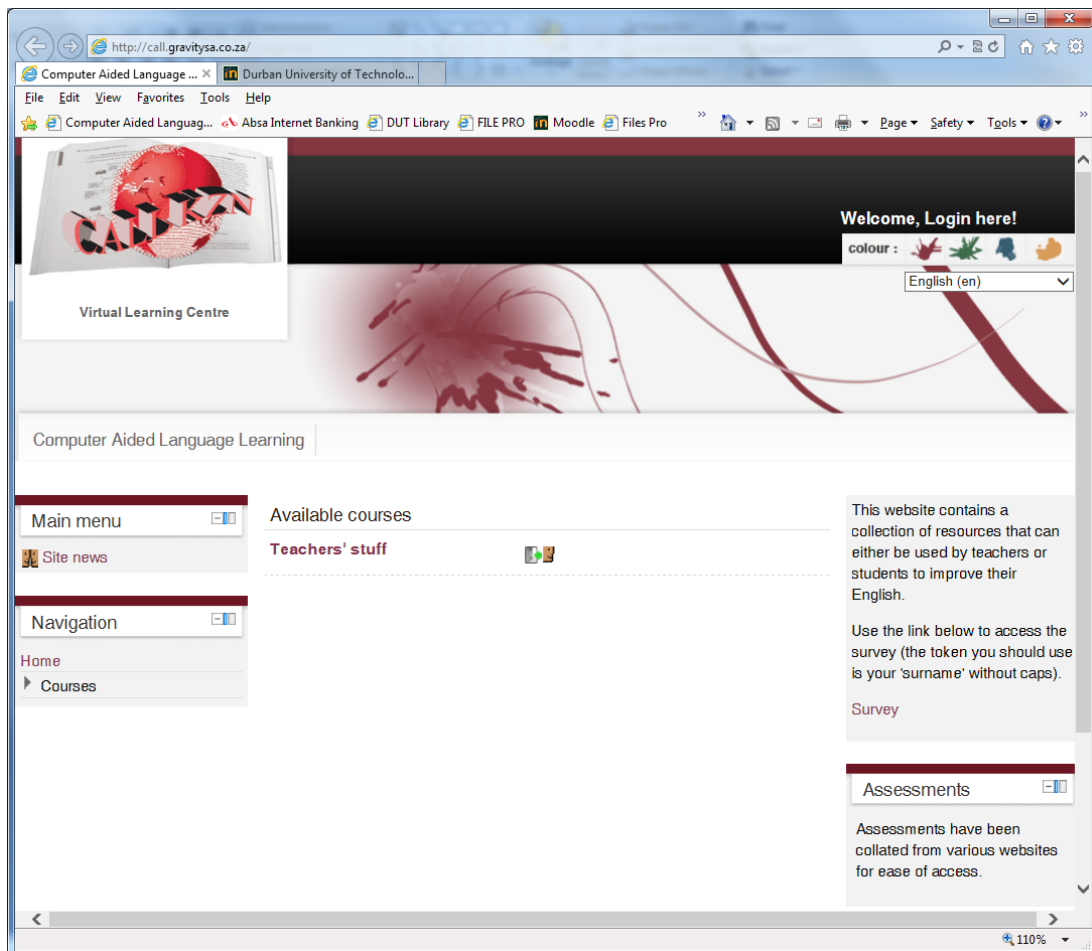 http://call.gravitysa.co.za/
Computer Aided Language ...
Durban University of Technolo...
File Edit View Favorites Tools Help
Computer Aided Languag... Absa Internet Banking DUT Library FILE PRO Moodle Files Pro » Page Safety Tools »
CALL KZN
Virtual Learning Centre
Welcome, Login here!
colour :
English (en)
Computer Aided Language Learning
Main menu
Site news
Navigation
Home
Courses
Available courses
Teachers' stuff
This website contains a
collection of resources that can
either be used by teachers or
students to improve their
English.
Use the link below to access the
survey (the token you should use
is your 'surname' without caps).
Survey
Assessments
Assessments have been
collated from various websites
for ease of access.
110%